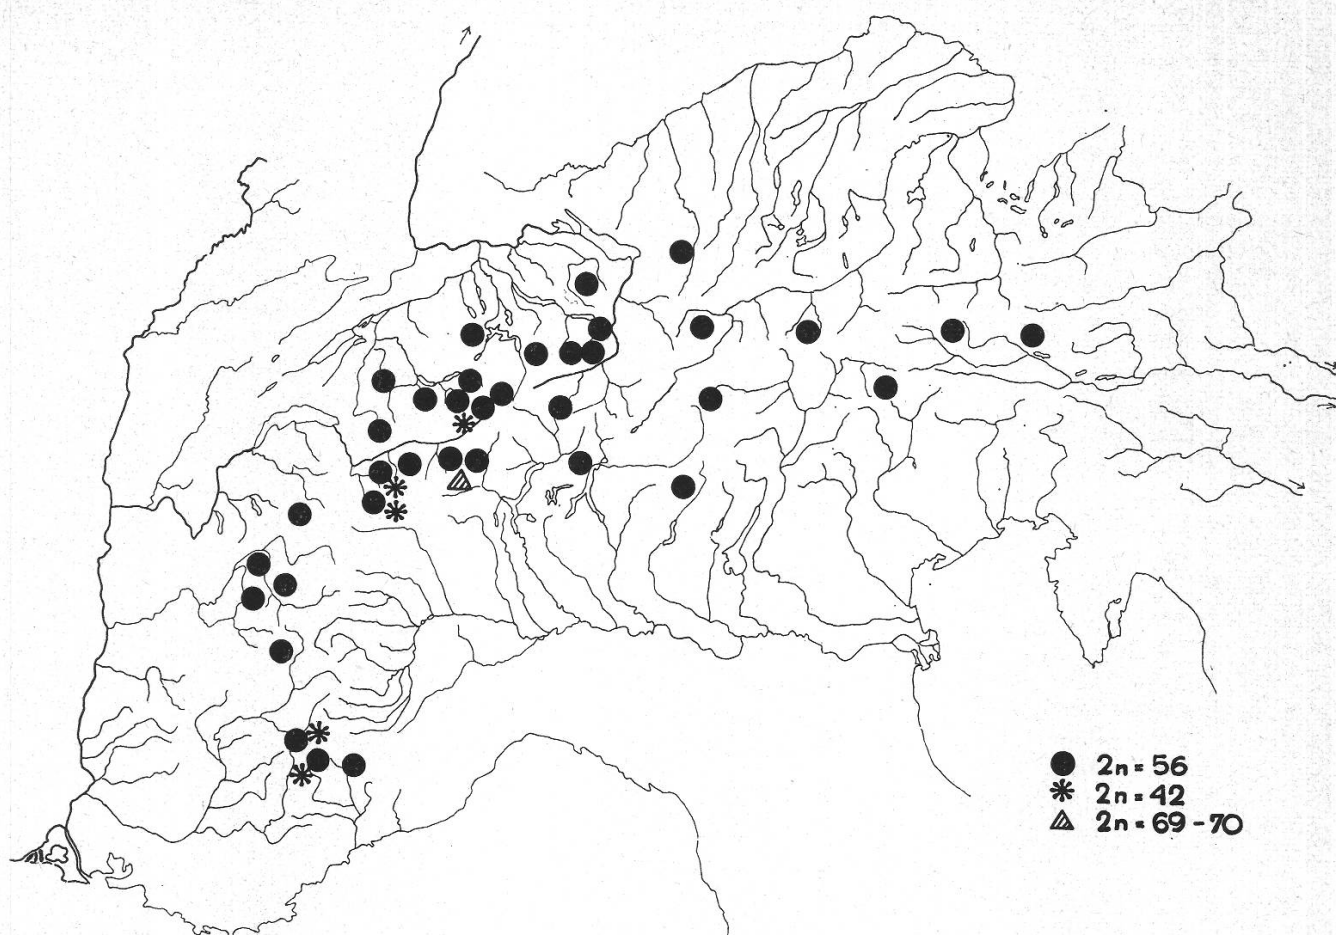 2n = 56
2n = 42
2n = 69 - 70